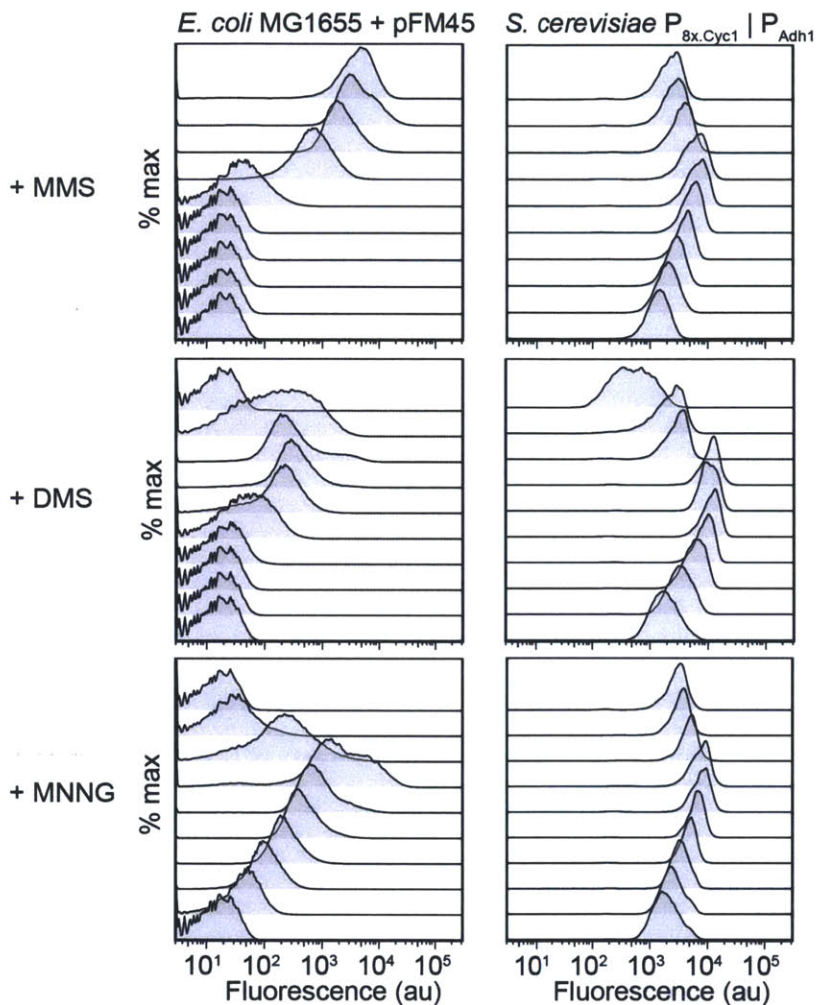 E. coli MG1655 + pFM45
S. cerevisiae P8x.Cyc1 | PAdh1
+ MMS
% max
+ DMS
% max
+ MNNG
% max
10¹ 10² 10³ 10⁴ 10⁵
10¹ 10² 10³ 10⁴ 10⁵
Fluorescence (au)
Fluorescence (au)